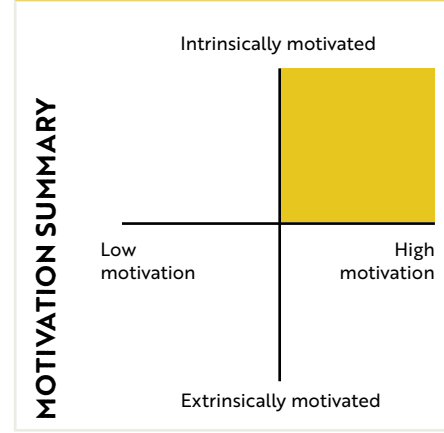 MOTIVATION SUMMARY
Intrinsically motivated
Low
motivation
High
motivation
Extrinsically motivated